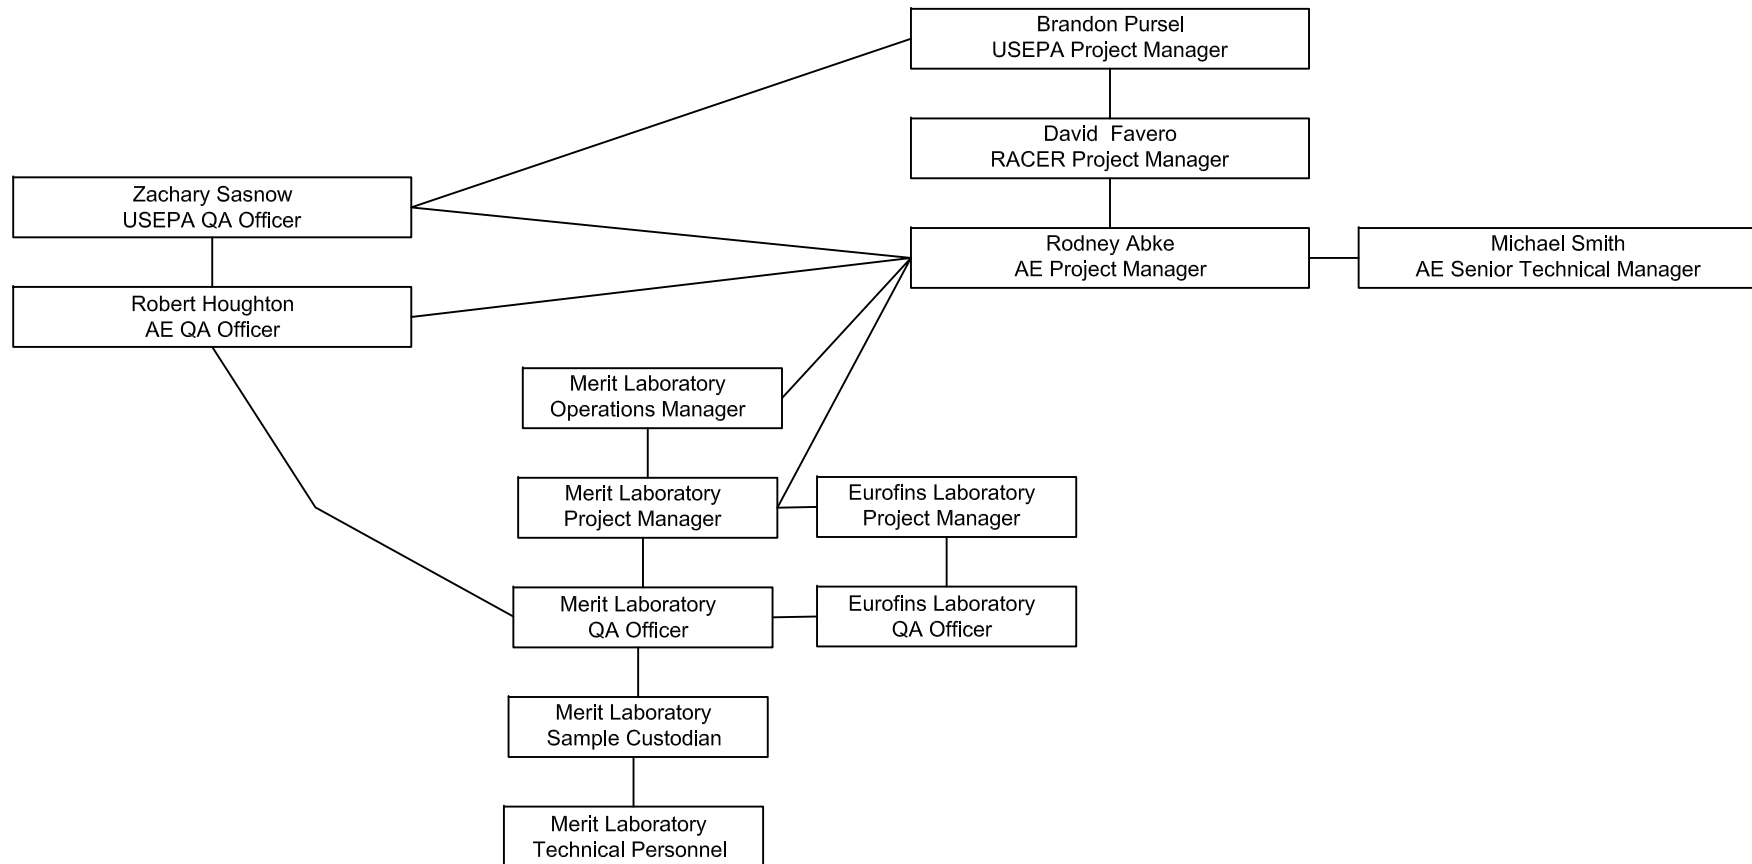 Brandon Pursel
USEPA Project Manager
David Favero
RACER Project Manager
Zachary Sasnow
USEPA QA Officer
Rodney Abke
AE Project Manager
Michael Smith
AE Senior Technical Manager
Robert Houghton
AE QA Officer
Merit Laboratory
Operations Manager
Merit Laboratory
Project Manager
Eurofins Laboratory
Project Manager
Merit Laboratory
QA Officer
Eurofins Laboratory
QA Officer
Merit Laboratory
Sample Custodian
Merit Laboratory
Technical Personnel